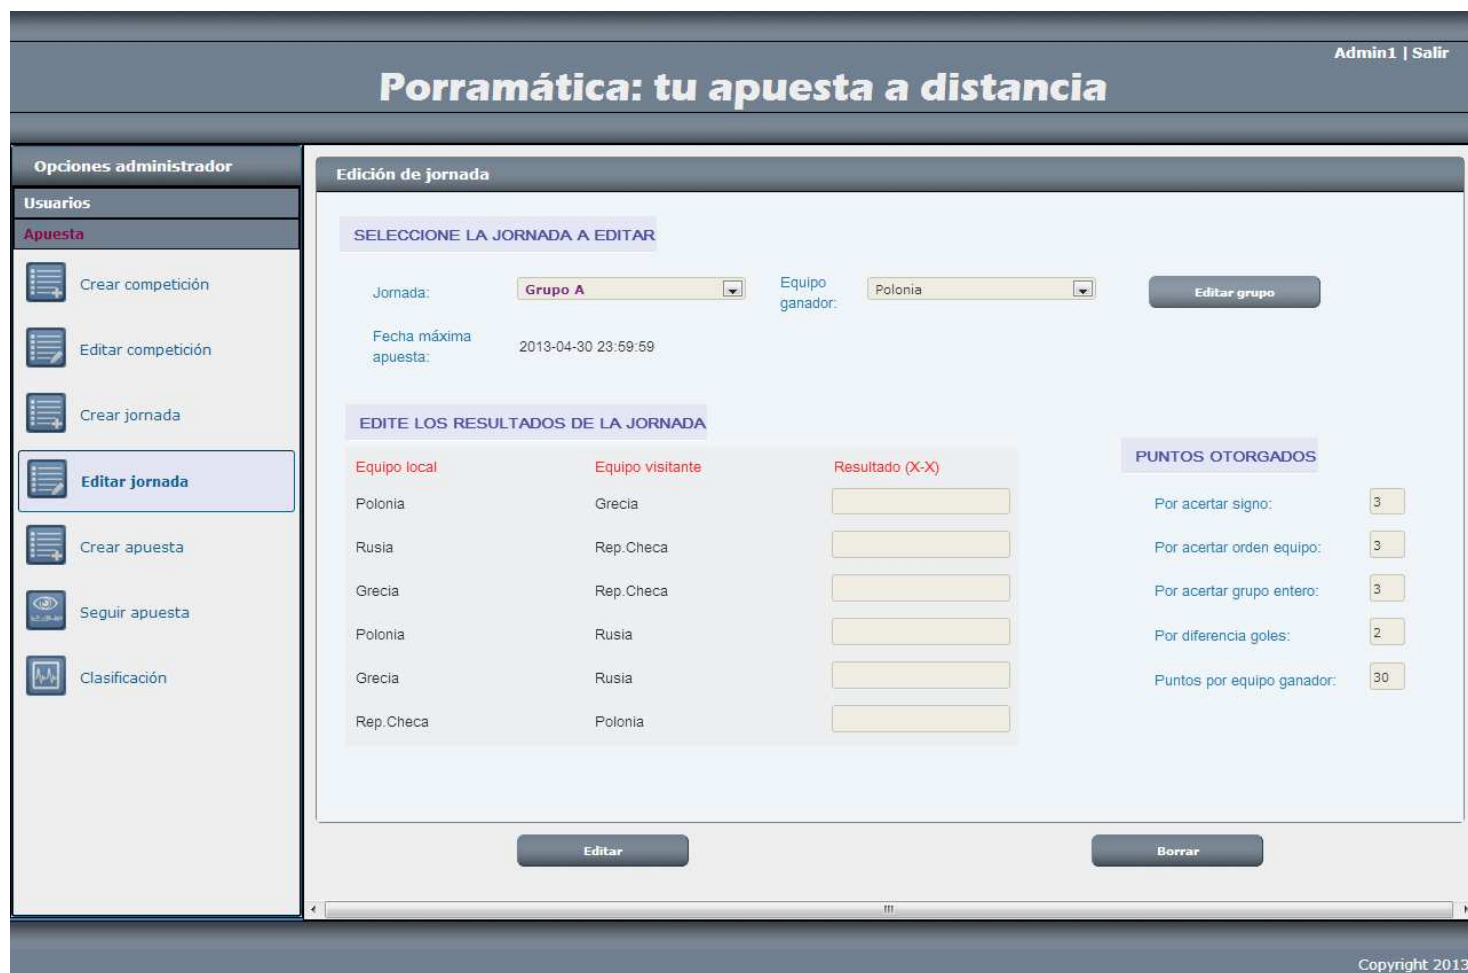 Admin1 | Salir
Porramática: tu apuesta a distancia
Opciones administrador
Usuarios
Apuesta
Crear competición
Editar competición
Crear jornada
Editar jornada
Crear apuesta
Seguir apuesta
Clasificación
Edición de jornada
SELECCIONE LA JORNADA A EDITAR
Jornada: Grupo A Equipo ganador: Polonia Editar grupo
Fecha máxima apuesta: 2013-04-30 23:59:59
EDITE LOS RESULTADOS DE LA JORNADA
Equipo local Equipo visitante Resultado (X-X)
Polonia Grecia
Rusia Rep.Checa
Grecia Rep.Checa
Polonia Rusia
Grecia Rusia
Rep.Checa Polonia
PUNTOS OTORGADOS
Por acertar signo: 3
Por acertar orden equipo: 3
Por acertar grupo entero: 3
Por diferencia goles: 2
Puntos por equipo ganador: 30
Editar Borrar
Copyright 2013